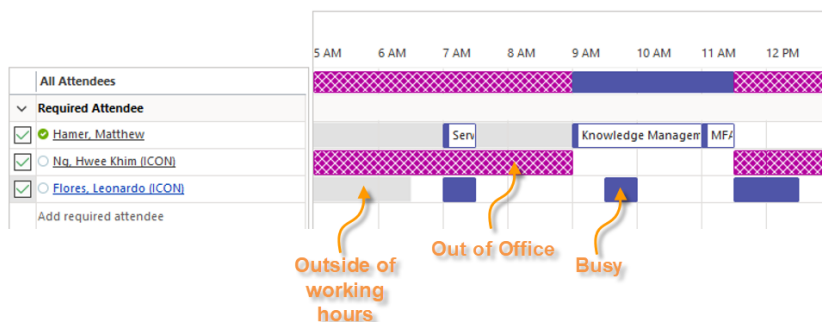 5 AM 6 AM 7 AM 8 AM 9 AM 10 AM 11 AM 12 PM
All Attendees
Required Attendee
Hamer, Matthew
Serv
Knowledge Managem
MFA
Ng, Hwee Khim (ICON)
Flores, Leonardo (ICON)
Add required attendee
Outside of
working
hours
Out of Office
Busy